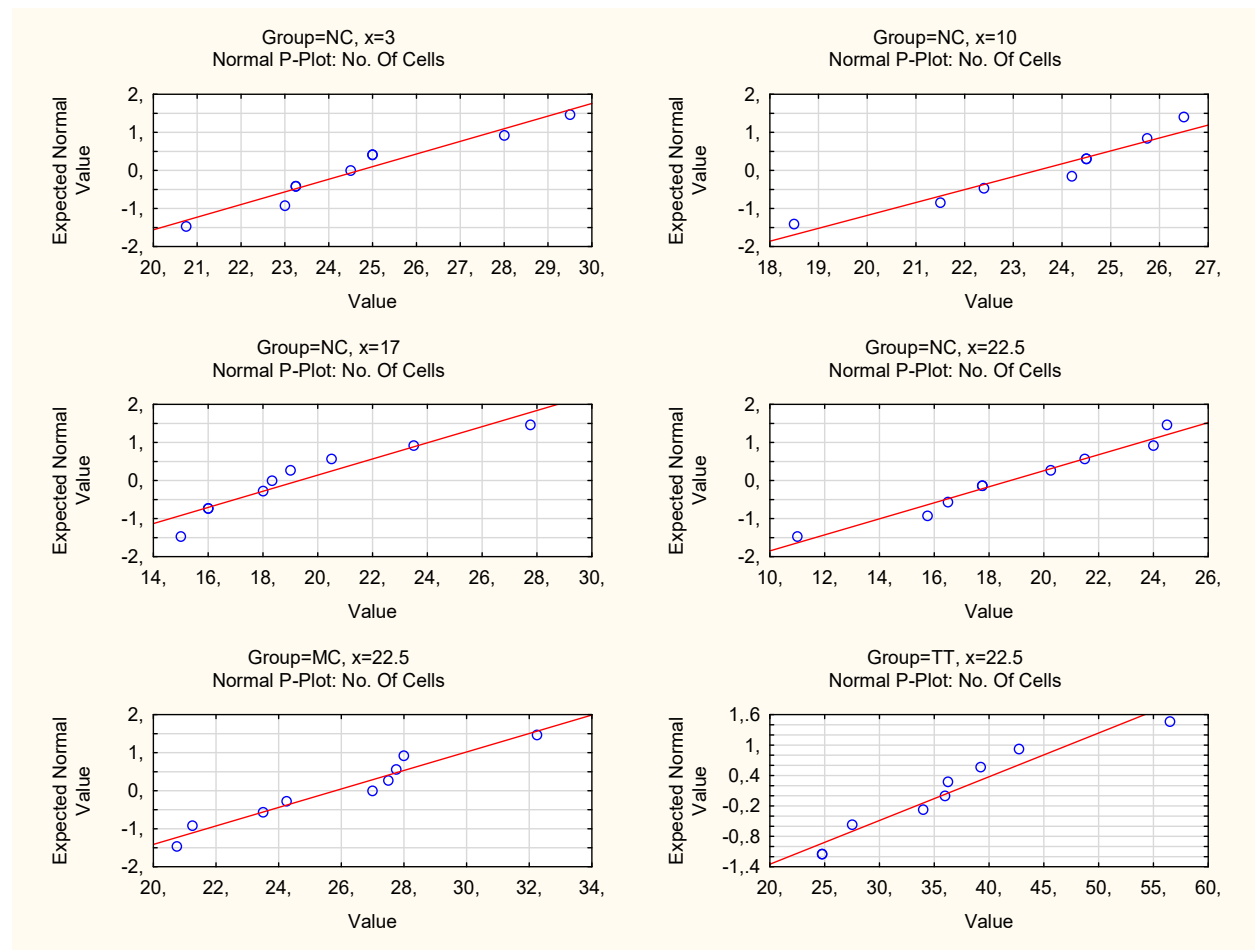 Group=NC, x=3
Normal P-Plot: No. Of Cells
Expected Normal
Value
2,
1,
0,
-1,
-2,
20, 21, 22, 23, 24, 25, 26, 27, 28, 29, 30,
Value
Group=NC, x=10
Normal P-Plot: No. Of Cells
Expected Normal
Value
2,
1,
0,
-1,
-2,
18, 19, 20, 21, 22, 23, 24, 25, 26, 27,
Value
Group=NC, x=17
Normal P-Plot: No. Of Cells
Expected Normal
Value
2,
1,
0,
-1,
-2,
14, 16, 18, 20, 22, 24, 26, 28, 30,
Value
Group=NC, x=22.5
Normal P-Plot: No. Of Cells
Expected Normal
Value
2,
1,
0,
-1,
-2,
10, 12, 14, 16, 18, 20, 22, 24, 26,
Value
Group=MC, x=22.5
Normal P-Plot: No. Of Cells
Expected Normal
Value
2,
1,
0,
-1,
-2,
20, 22, 24, 26, 28, 30, 32, 34,
Value
Group=TT, x=22.5
Normal P-Plot: No. Of Cells
Expected Normal
Value
1,.6
1,
0,.4
-0,.2
-0,.8
-1,.4
20, 25, 30, 35, 40, 45, 50, 55, 60,
Value